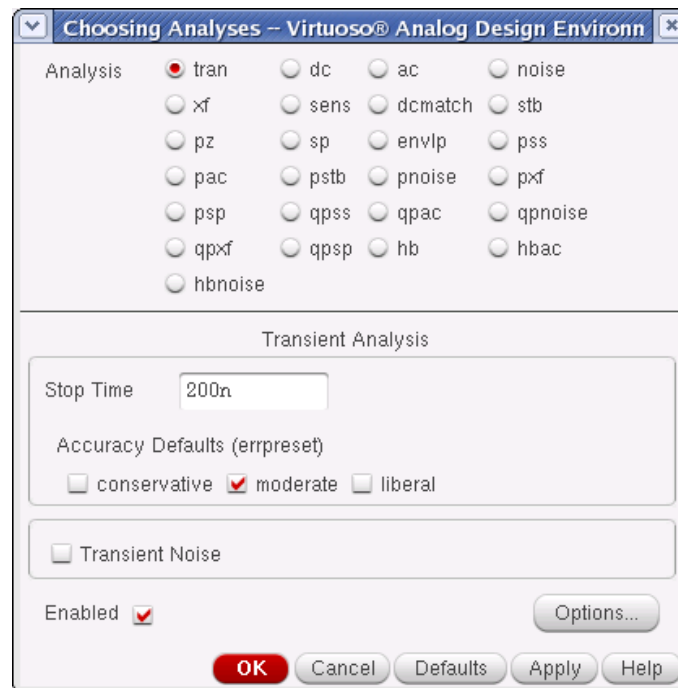 Choosing Analyses -- Virtuoso® Analog Design Environn
Analysis tran dc ac noise
xf sens dcmatch stb
pz sp envlp pss
pac pstb pnoise pxf
psp qpss qpac qpnoise
qpxf qpsp hb hbac
hbnoise
Transient Analysis
Stop Time 200n
Accuracy Defaults (errpreset)
conservative moderate liberal
Transient Noise
Enabled Options...
OK Cancel Defaults Apply Help